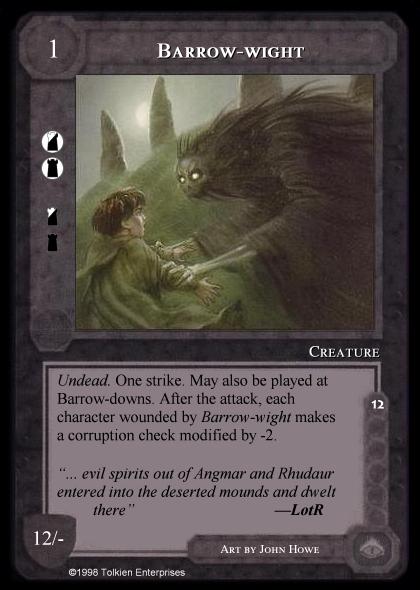 1
Barrow-wight
Creature
Undead. One strike. May also be played at
Barrow-downs. After the attack, each
character wounded by Barrow-wight makes
a corruption check modified by -2.
12
“... evil spirits out of Angmar and Rhudaur
entered into the deserted mounds and dwelt
there” —LotR
12/-
Art by John Howe
©1998 Tolkien Enterprises